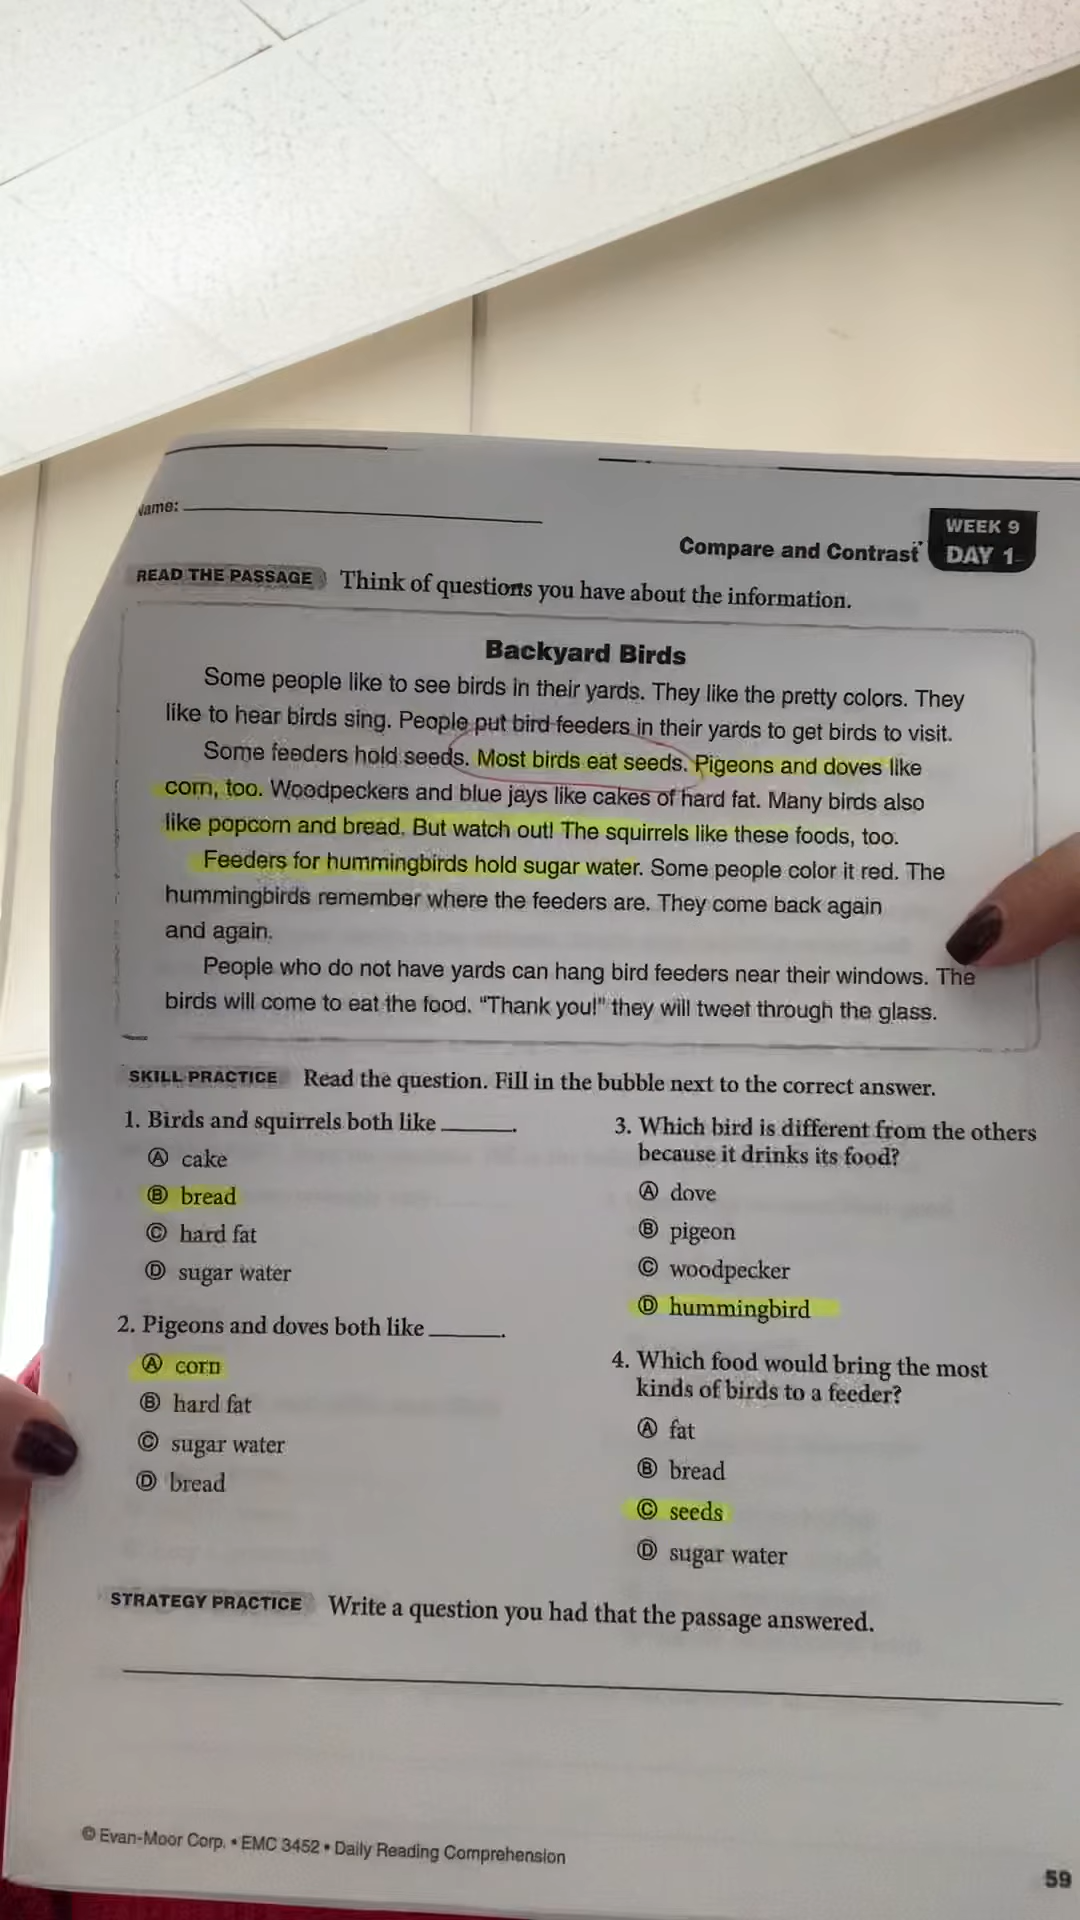 Name:
WEEK 9
Compare and Contrast DAY 1
READ THE PASSAGE Think of questions you have about the information.
Backyard Birds
Some people like to see birds in their yards. They like the pretty colors. They
like to hear birds sing. People put bird feeders in their yards to get birds to visit.
Some feeders hold seeds. Most birds eat seeds. Pigeons and doves like
corn, too. Woodpeckers and blue jays like cakes of hard fat. Many birds also
like popcorn and bread. But watch out! The squirrels like these foods, too.
Feeders for hummingbirds hold sugar water. Some people color it red. The
hummingbirds remember where the feeders are. They come back again
and again.
People who do not have yards can hang bird feeders near their windows. The
birds will come to eat the food. “Thank you!” they will tweet through the glass.
SKILL PRACTICE Read the question. Fill in the bubble next to the correct answer.
1. Birds and squirrels both like ______.
Ⓐ cake
Ⓑ bread
Ⓒ hard fat
Ⓓ sugar water
2. Pigeons and doves both like ______.
Ⓐ corn
Ⓑ hard fat
Ⓒ sugar water
Ⓓ bread
3. Which bird is different from the others
because it drinks its food?
Ⓐ dove
Ⓑ pigeon
Ⓒ woodpecker
Ⓓ hummingbird
4. Which food would bring the most
kinds of birds to a feeder?
Ⓐ fat
Ⓑ bread
Ⓒ seeds
Ⓓ sugar water
STRATEGY PRACTICE Write a question you had that the passage answered.
© Evan-Moor Corp. • EMC 3452 • Daily Reading Comprehension
59